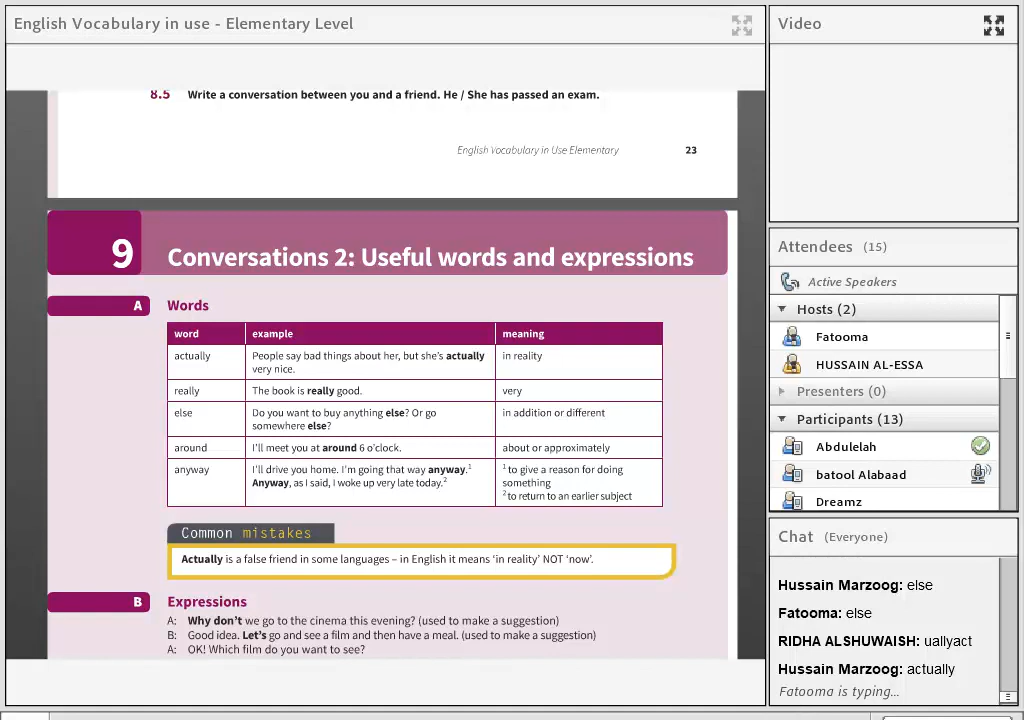 English Vocabulary in use - Elementary Level
8.5 Write a conversation between you and a friend. He / She has passed an exam.
English Vocabulary in Use Elementary 23
9 Conversations 2: Useful words and expressions
A Words
word example meaning
actually People say bad things about her, but she's actually in reality
very nice.
really The book is really good. very
else Do you want to buy anything else? Or go in addition or different
somewhere else?
around I'll meet you at around 6 o'clock. about or approximately
anyway I'll drive you home. I'm going that way anyway.¹ ¹ to give a reason for doing
Anyway, as I said, I woke up very late today.² something
² to return to an earlier subject
Common mistakes
Actually is a false friend in some languages – in English it means 'in reality' NOT 'now'.
B Expressions
A: Why don't we go to the cinema this evening? (used to make a suggestion)
B: Good idea. Let's go and see a film and then have a meal. (used to make a suggestion)
A: OK! Which film do you want to see?
Video
Attendees (15)
Active Speakers
Hosts (2)
Fatooma
HUSSAIN AL-ESSA
Presenters (0)
Participants (13)
Abdulelah
batool Alabaad
Dreamz
Chat (Everyone)
Hussain Marzoog: else
Fatooma: else
RIDHA ALSHUWAISH: uallyact
Hussain Marzoog: actually
Fatooma is typing...